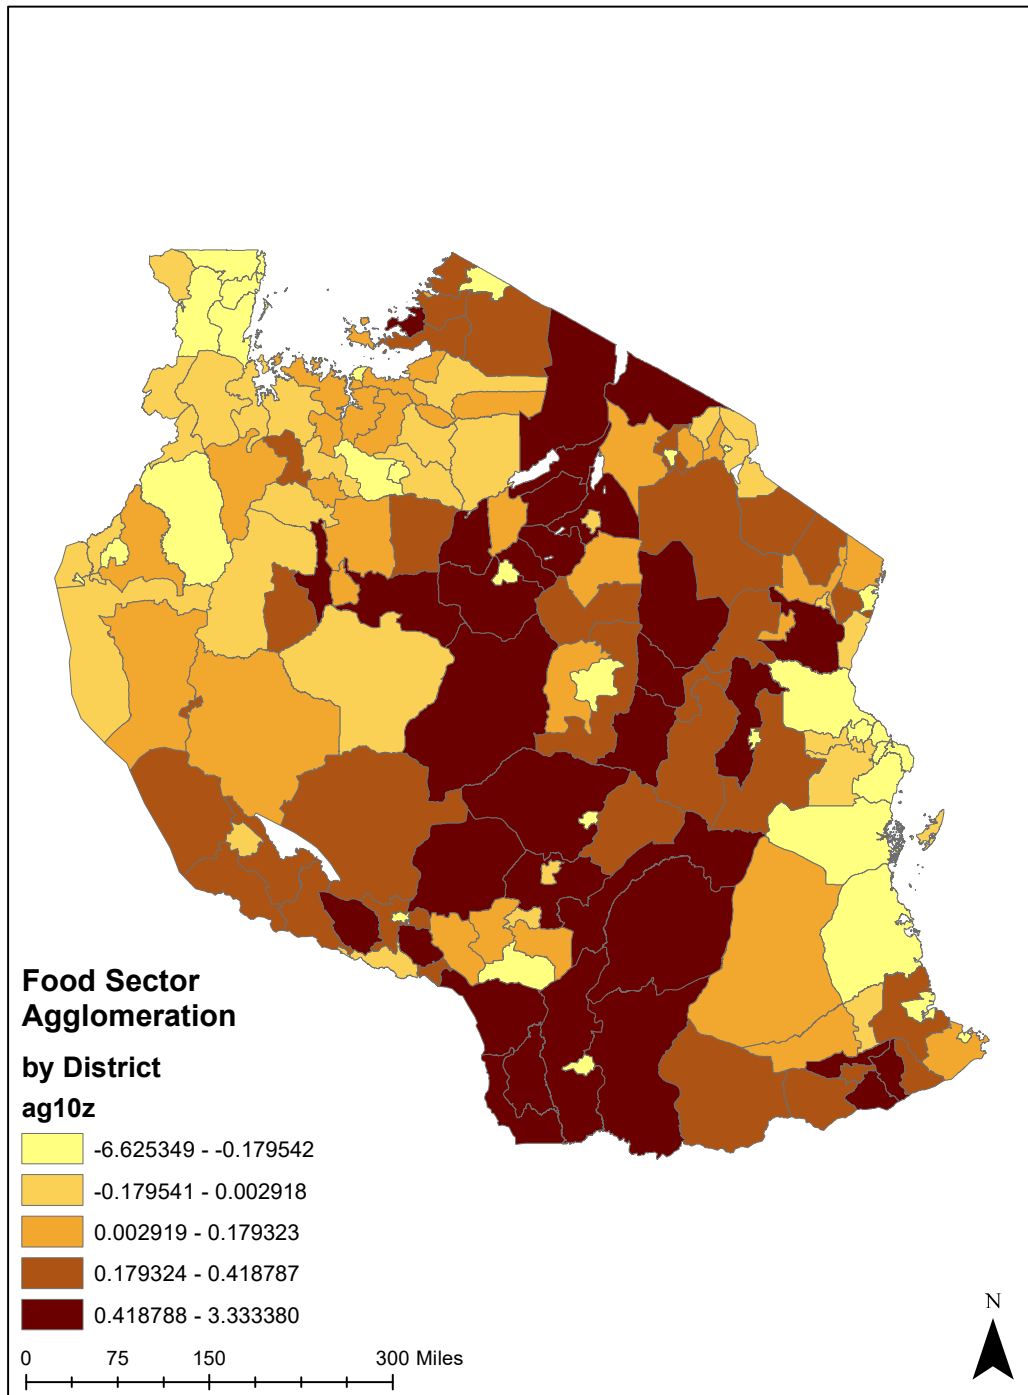 Food Sector
Agglomeration
by District
ag10z
-6.625349 - -0.179542
-0.179541 - 0.002918
0.002919 - 0.179323
0.179324 - 0.418787
0.418788 - 3.333380
0 75 150 300 Miles
N